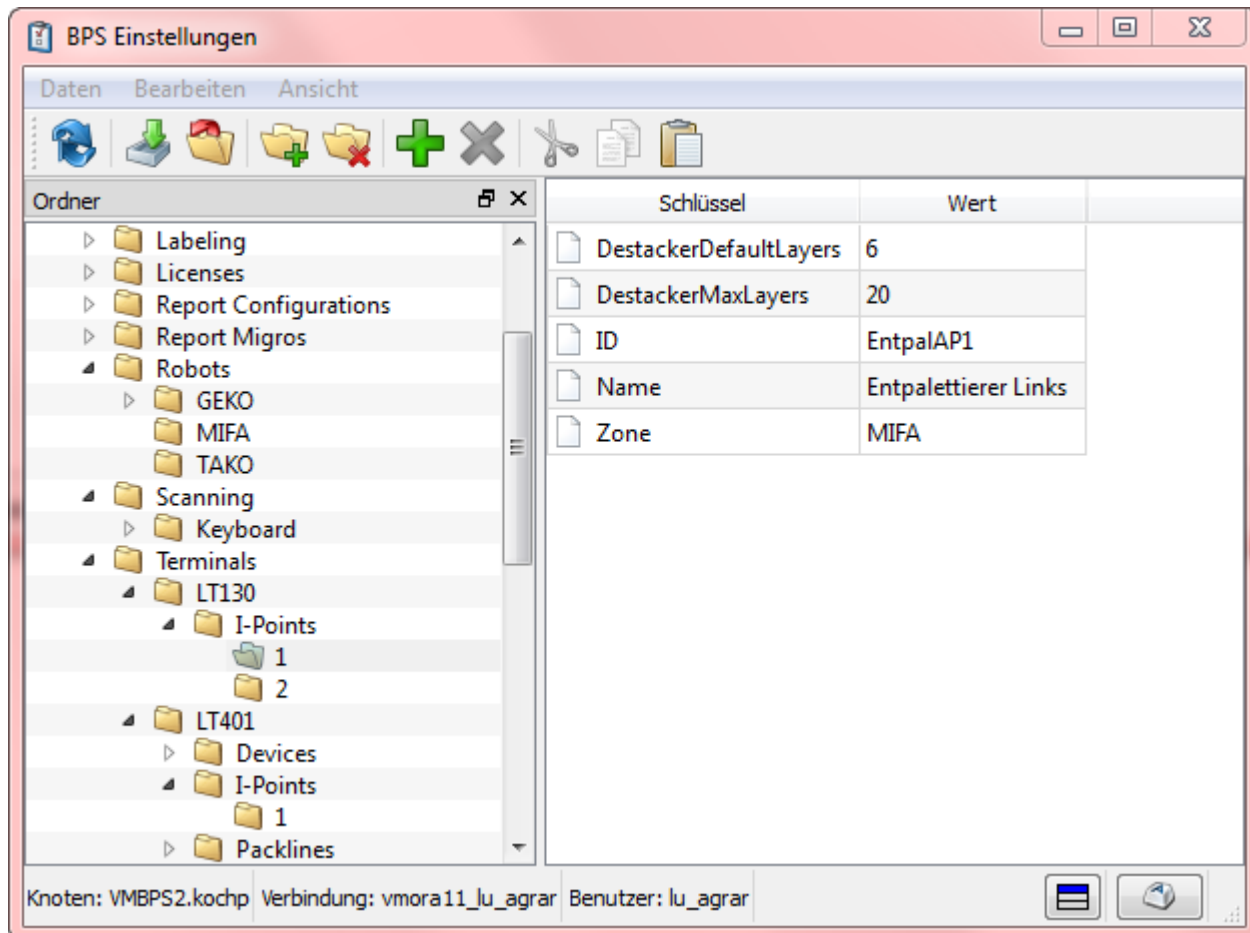 BPS Einstellungen
Daten Bearbeiten Ansicht
Ordner
Labeling
Licenses
Report Configurations
Report Migros
Robots
GEKO
MIFA
TAKO
Scanning
Keyboard
Terminals
LT130
I-Points
1
2
LT401
Devices
I-Points
1
Packlines
Schlüssel Wert
DestackerDefaultLayers 6
DestackerMaxLayers 20
ID EntpalAP1
Name Entpalettierer Links
Zone MIFA
Knoten: VMBPS2.kochp Verbindung: vmora11_lu_agrar Benutzer: lu_agrar